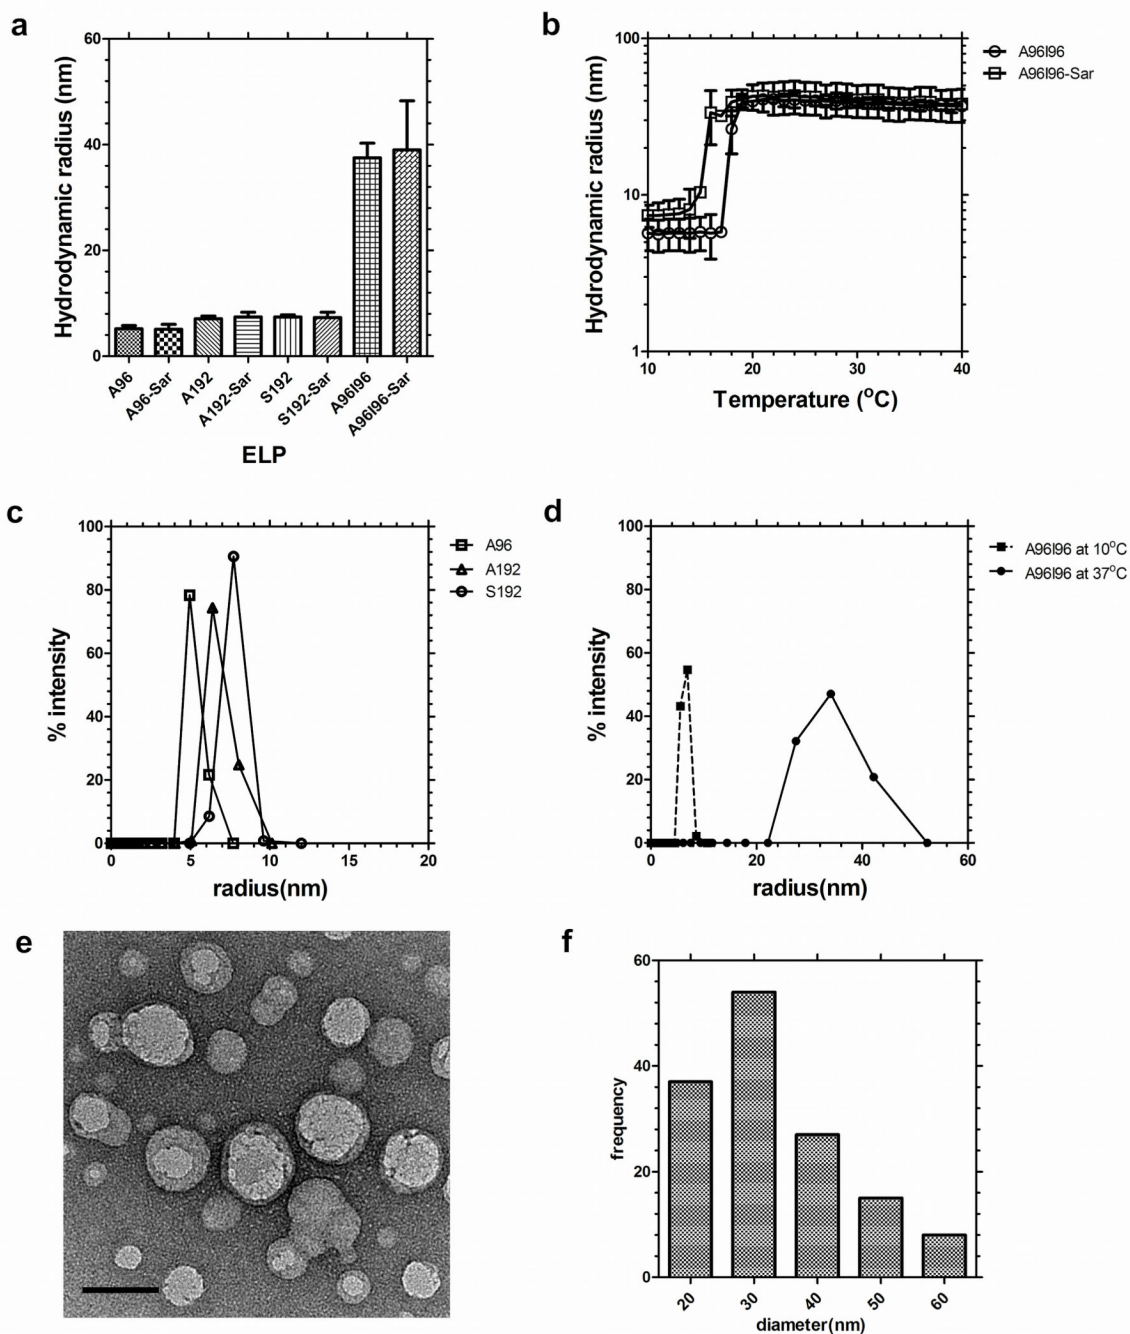 a
60
40
20
0
Hydrodynamic radius (nm)
A96
A96-Sar
A192
A192-Sar
S192
S192-Sar
A96I96
A96I96-Sar
ELP
b
100
10
1
Hydrodynamic radius (nm)
10 20 30 40
Temperature (°C)
A96I96
A96I96-Sar
c
100
80
60
40
20
0
% intensity
0 5 10 15 20
radius(nm)
A96
A192
S192
d
100
80
60
40
20
0
% intensity
0 20 40 60
radius(nm)
A96I96 at 10°C
A96I96 at 37°C
e
f
60
40
20
0
frequency
20 30 40 50 60
diameter(nm)